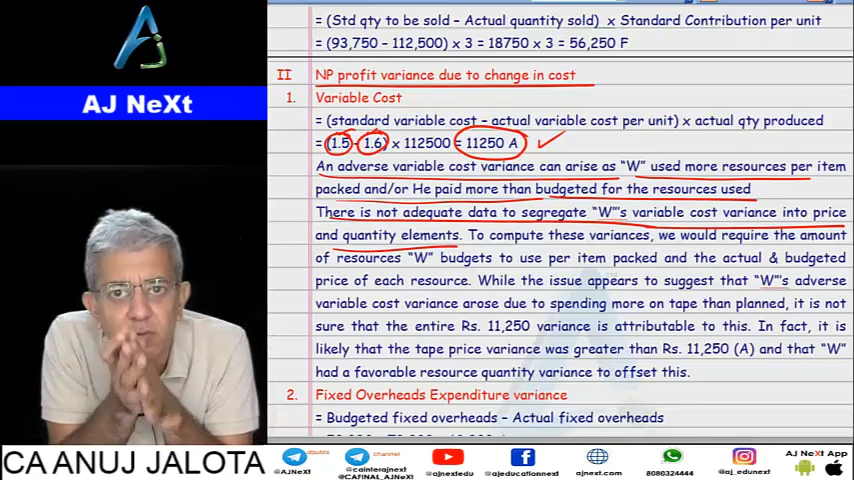 = (Std qty to be sold – Actual quantity sold) x Standard Contribution per unit
= (93,750 – 112,500) x 3 = 18750 x 3 = 56,250 F
II NP profit variance due to change in cost
1. Variable Cost
= (standard variable cost – actual variable cost per unit) x actual qty produced
= (1.5 - 1.6) x 112500 = 11250 A
An adverse variable cost variance can arise as “W” used more resources per item
packed and/or He paid more than budgeted for the resources used
There is not adequate data to segregate “W”'s variable cost variance into price
and quantity elements. To compute these variances, we would require the amount
of resources “W” budgets to use per item packed and the actual & budgeted
price of each resource. While the issue appears to suggest that “W”'s adverse
variable cost variance arose due to spending more on tape than planned, it is not
sure that the entire Rs. 11,250 variance is attributable to this. In fact, it is
likely that the tape price variance was greater than Rs. 11,250 (A) and that “W”
had a favorable resource quantity variance to offset this.
2. Fixed Overheads Expenditure variance
= Budgeted fixed overheads – Actual fixed overheads
AJ NeXt
CA ANUJ JALOTA
doubts
@AJNeXt
channel
@cainterajnext
@CAFINAL_AJNeXt
@ajnextedu
@ajeducationnext
ajnext.com
8080324444
@aj_edunext
AJ NeXt App